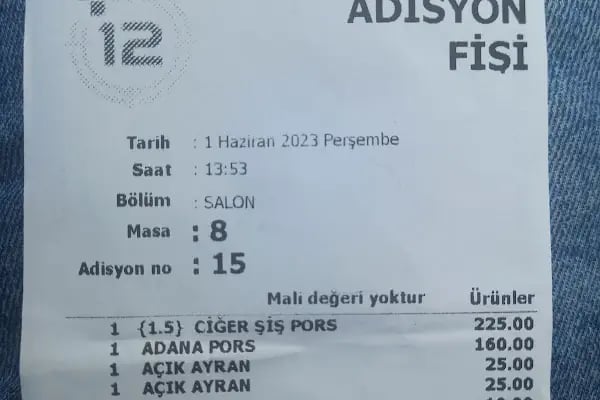 12
ADİSYON
FİŞİ
Tarih : 1 Haziran 2023 Perşembe
Saat : 13:53
Bölüm : SALON
Masa : 8
Adisyon no : 15
Mali değeri yoktur Ürünler
1 {1.5} CİĞER ŞİŞ PORS 225.00
1 ADANA PORS 160.00
1 AÇIK AYRAN 25.00
1 AÇIK AYRAN 25.00